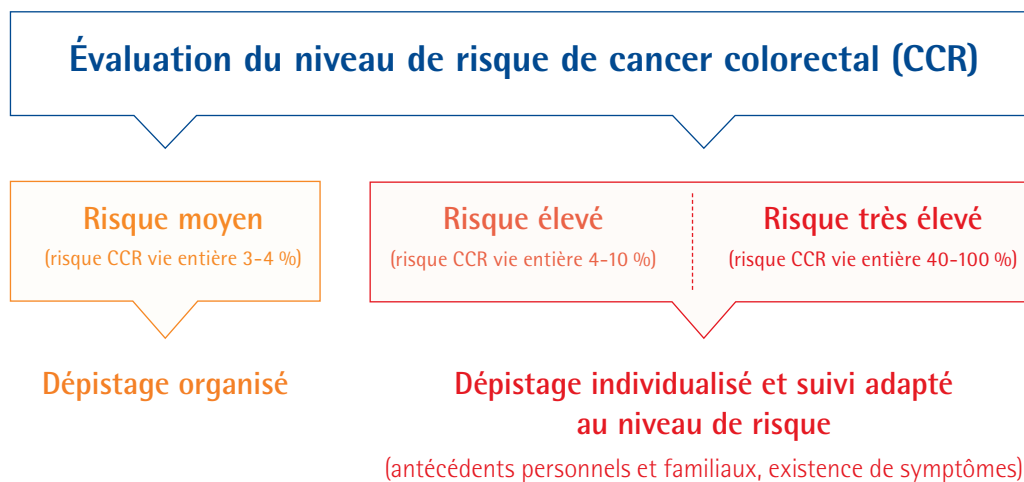 Évaluation du niveau de risque de cancer colorectal (CCR)
Risque moyen
(risque CCR vie entière 3-4 %)
Dépistage organisé
Risque élevé
(risque CCR vie entière 4-10 %)
Risque très élevé
(risque CCR vie entière 40-100 %)
Dépistage individualisé et suivi adapté
au niveau de risque
(antécédents personnels et familiaux, existence de symptômes)